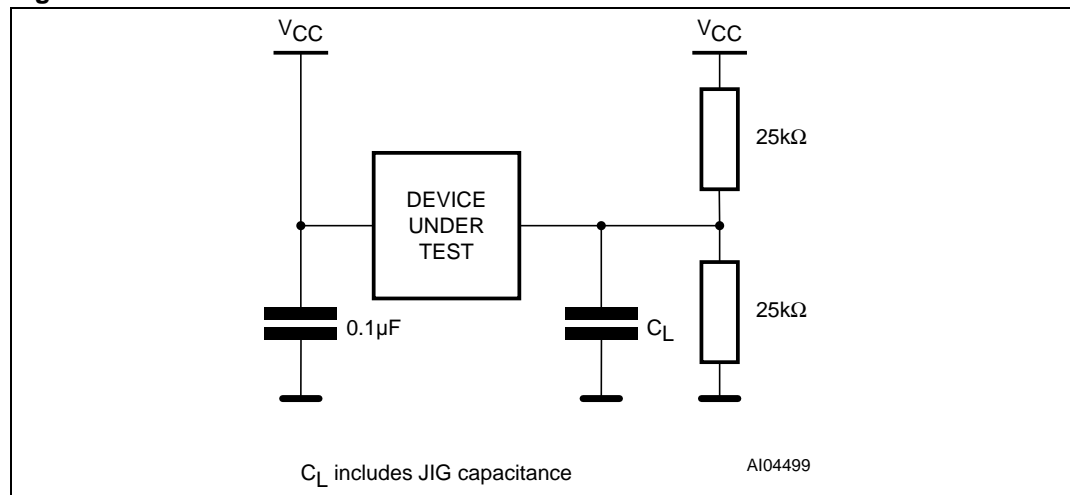 VCC
VCC
25kΩ
DEVICE
UNDER
TEST
25kΩ
0.1µF
CL
CL includes JIG capacitance
AI04499